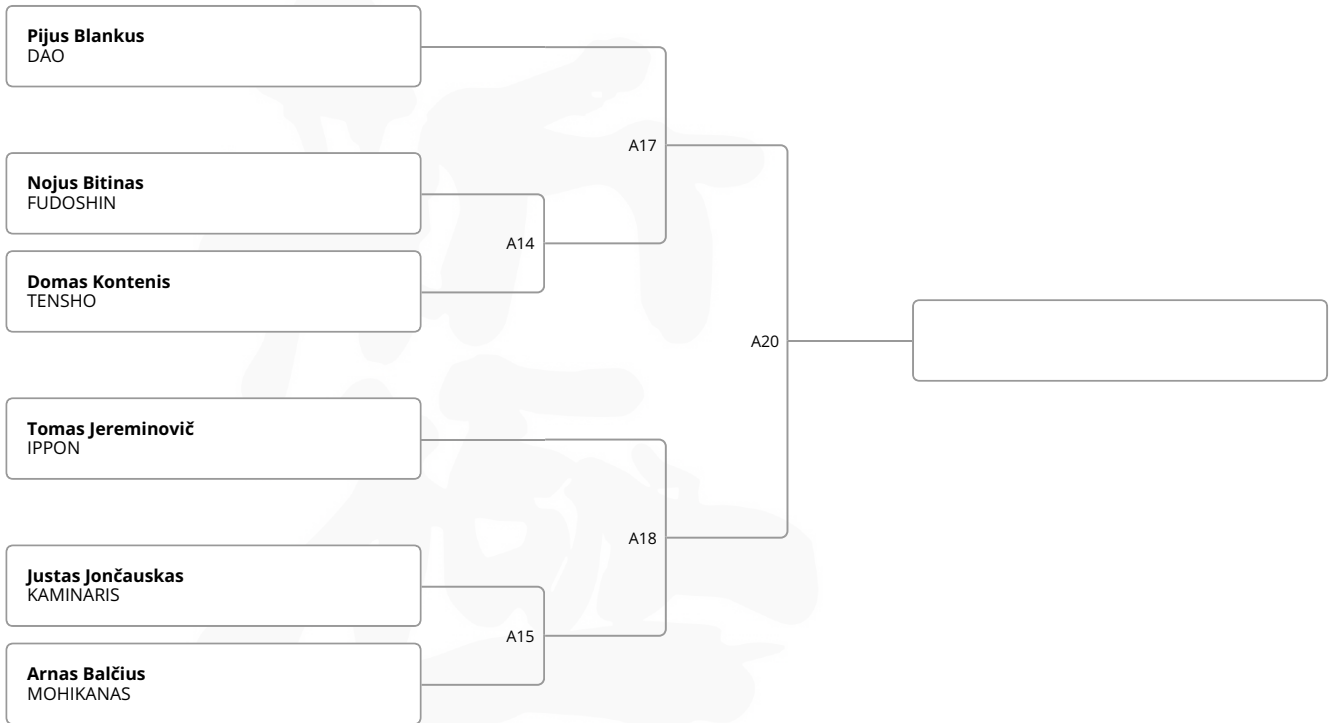 Pijus Blankus
DAO
A17
Nojus Bitinas
FUDOSHIN
A14
Domas Kontenis
TENSHO
A20
Tomas Jereminovič
IPPON
A18
Justas Jončauskas
KAMINARIS
A15
Arnas Balčius
MOHIKANAS